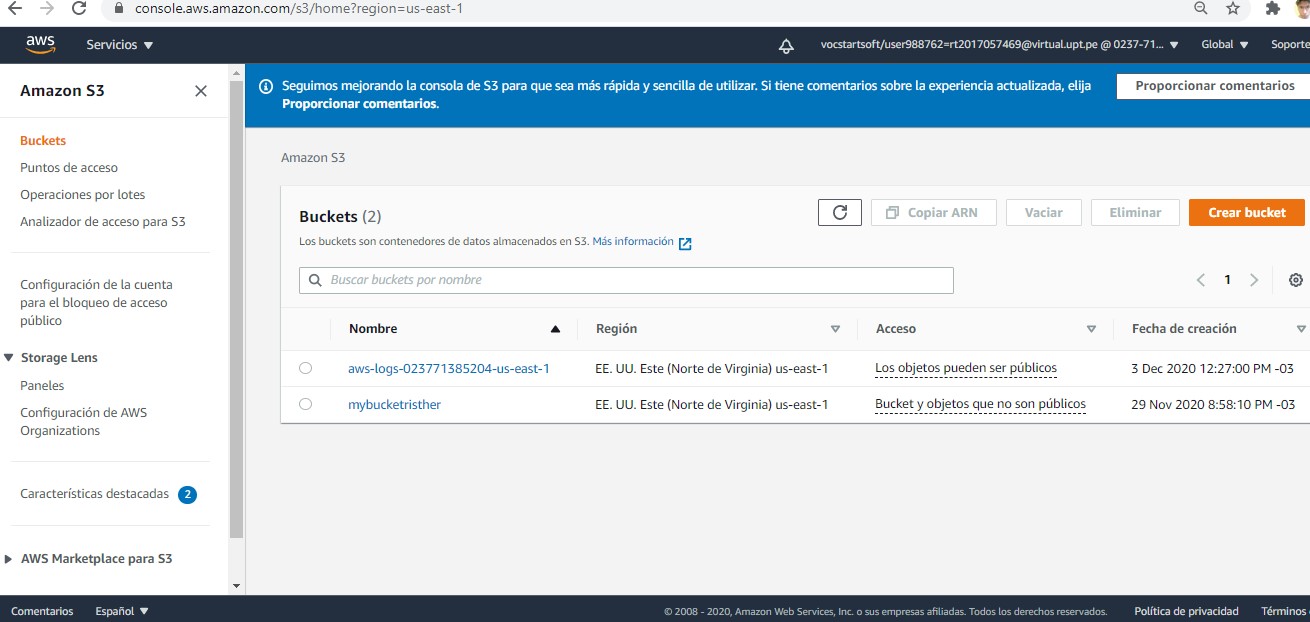 console.aws.amazon.com/s3/home?region=us-east-1
aws
Servicios
vocstartsoft/user988762=rt2017057469@virtual.upt.pe @ 0237-71...
Global
Soporte
Amazon S3
Buckets
Puntos de acceso
Operaciones por lotes
Analizador de acceso para S3
Configuración de la cuenta
para el bloqueo de acceso
público
Storage Lens
Paneles
Configuración de AWS
Organizations
Características destacadas 2
AWS Marketplace para S3
Seguimos mejorando la consola de S3 para que sea más rápida y sencilla de utilizar. Si tiene comentarios sobre la experiencia actualizada, elija
Proporcionar comentarios.
Proporcionar comentarios
Amazon S3
Buckets (2)
Copiar ARN
Vaciar
Eliminar
Crear bucket
Los buckets son contenedores de datos almacenados en S3. Más información
Buscar buckets por nombre
1
Nombre Región Acceso Fecha de creación
aws-logs-023771385204-us-east-1 EE. UU. Este (Norte de Virginia) us-east-1 Los objetos pueden ser públicos 3 Dec 2020 12:27:00 PM -03
mybucketristher EE. UU. Este (Norte de Virginia) us-east-1 Bucket y objetos que no son públicos 29 Nov 2020 8:58:10 PM -03
Comentarios Español © 2008 - 2020, Amazon Web Services, Inc. o sus empresas afiliadas. Todos los derechos reservados. Política de privacidad Términos